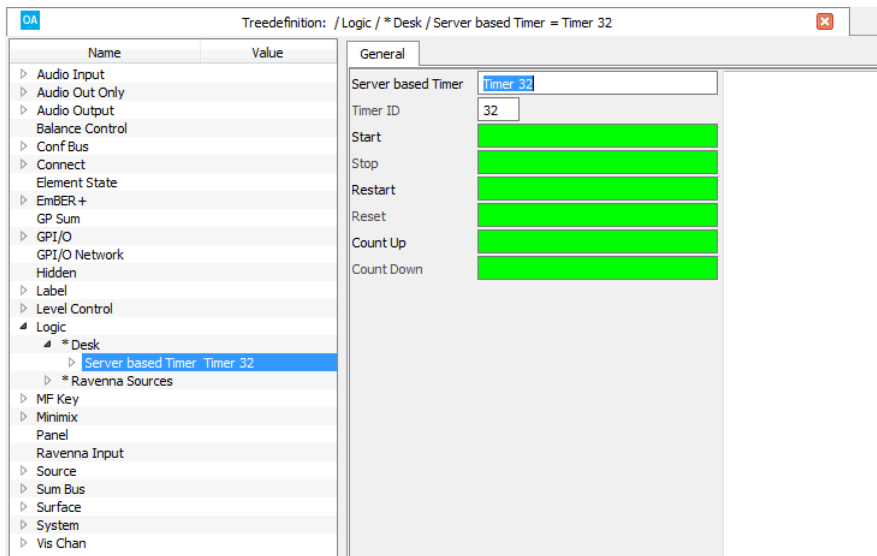 OA
Treedefinition: / Logic / * Desk / Server based Timer = Timer 32
Name Value
Audio Input
Audio Out Only
Audio Output
Balance Control
Conf Bus
Connect
Element State
EmBER+
GP Sum
GPI/O
GPI/O Network
Hidden
Label
Level Control
Logic
* Desk
Server based Timer Timer 32
* Ravenna Sources
MF Key
Minimix
Panel
Ravenna Input
Source
Sum Bus
Surface
System
Vis Chan
General
Server based Timer Timer 32
Timer ID 32
Start
Stop
Restart
Reset
Count Up
Count Down